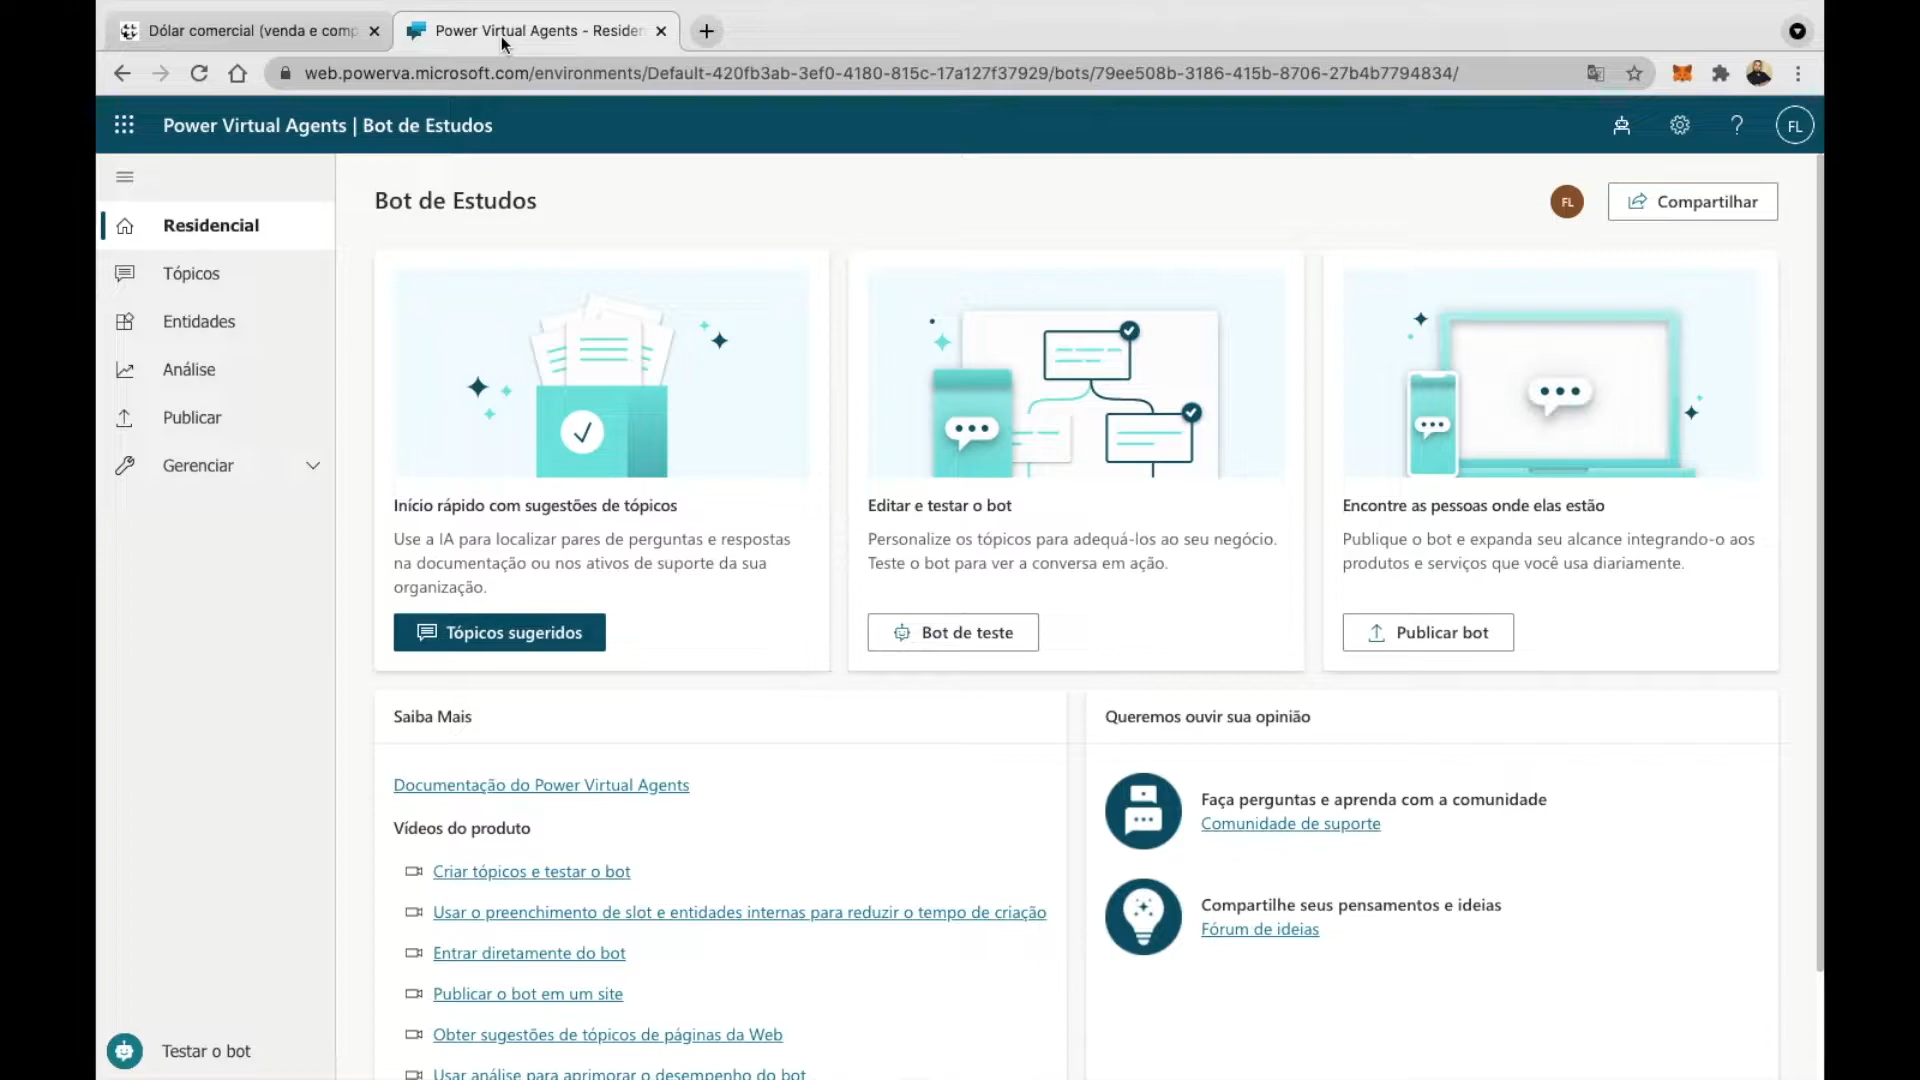 Dólar comercial (venda e comp
Power Virtual Agents - Residen
web.powerva.microsoft.com/environments/Default-420fb3ab-3ef0-4180-815c-17a127f37929/bots/79ee508b-3186-415b-8706-27b4b7794834/
Power Virtual Agents | Bot de Estudos
?
FL
Residencial
Tópicos
Entidades
Análise
Publicar
Gerenciar
Testar o bot
Bot de Estudos
FL
Compartilhar
Início rápido com sugestões de tópicos
Use a IA para localizar pares de perguntas e respostas
na documentação ou nos ativos de suporte da sua
organização.
Tópicos sugeridos
Editar e testar o bot
Personalize os tópicos para adequá-los ao seu negócio.
Teste o bot para ver a conversa em ação.
Bot de teste
Encontre as pessoas onde elas estão
Publique o bot e expanda seu alcance integrando-o aos
produtos e serviços que você usa diariamente.
Publicar bot
Saiba Mais
Documentação do Power Virtual Agents
Vídeos do produto
Criar tópicos e testar o bot
Usar o preenchimento de slot e entidades internas para reduzir o tempo de criação
Entrar diretamente do bot
Publicar o bot em um site
Obter sugestões de tópicos de páginas da Web
Usar análise para aprimorar o desempenho do bot
Queremos ouvir sua opinião
Faça perguntas e aprenda com a comunidade
Comunidade de suporte
Compartilhe seus pensamentos e ideias
Fórum de ideias